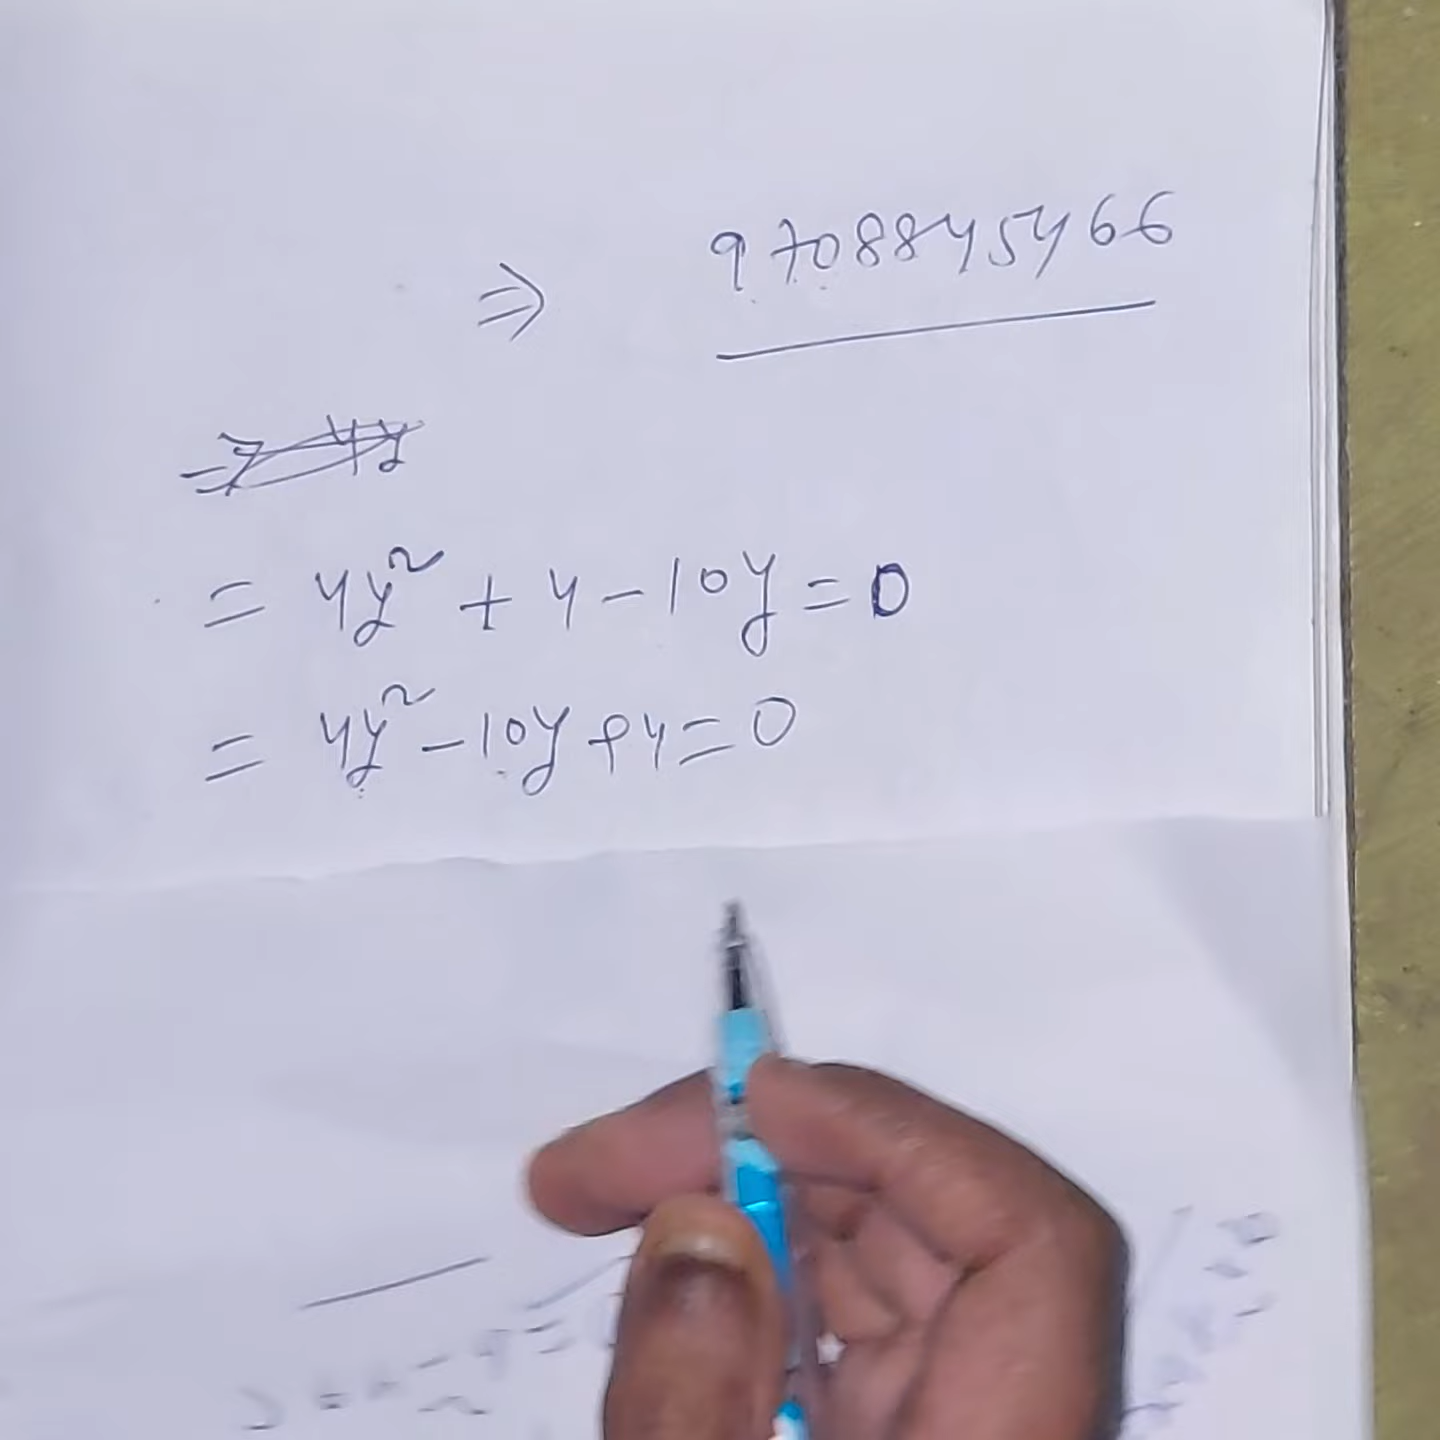 ⇒ 9708845466
= 4y² + 4 - 10y = 0
= 4y² - 10y + 4 = 0